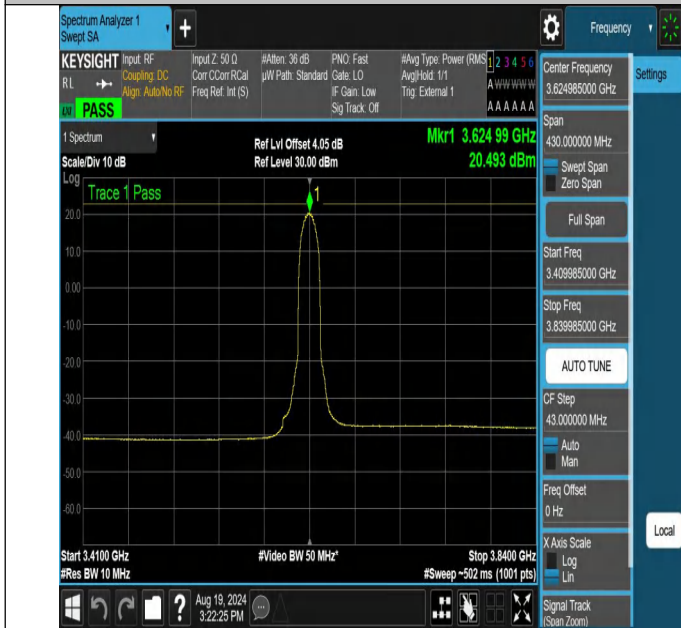 Spectrum Analyzer 1
Swept SA
+
Frequency
KEYSIGHT
RL
PASS
Input: RF
Coupling: DC
Align: Auto/No RF
Input Z: 50 Ω
Corr CCorr RCal
Freq Ref: Int (S)
#Atten: 36 dB
µW Path: Standard
PNO: Fast
Gate: LO
IF Gain: Low
Sig Track: Off
#Avg Type: Power (RMS
Avg|Hold: 1/1
Trig: External 1
1 2 3 4 5 6
A W W W W W
A A A A A A
1 Spectrum
Scale/Div 10 dB
Log
Ref Lvl Offset 4.05 dB
Ref Level 30.00 dBm
Mkr1 3.624 99 GHz
20.493 dBm
Trace 1 Pass
1
20.0
10.0
0.00
-10.0
-20.0
-30.0
-40.0
-50.0
-60.0
Start 3.4100 GHz
#Res BW 10 MHz
#Video BW 50 MHz*
Stop 3.8400 GHz
#Sweep ~502 ms (1001 pts)
?
Aug 19, 2024
3:22:25 PM
Center Frequency
3.624985000 GHz
Settings
Span
430.000000 MHz
Swept Span
Zero Span
Full Span
Start Freq
3.409985000 GHz
Stop Freq
3.839985000 GHz
AUTO TUNE
CF Step
43.000000 MHz
Auto
Man
Freq Offset
0 Hz
X Axis Scale
Log
Lin
Local
Signal Track
(Span Zoom)